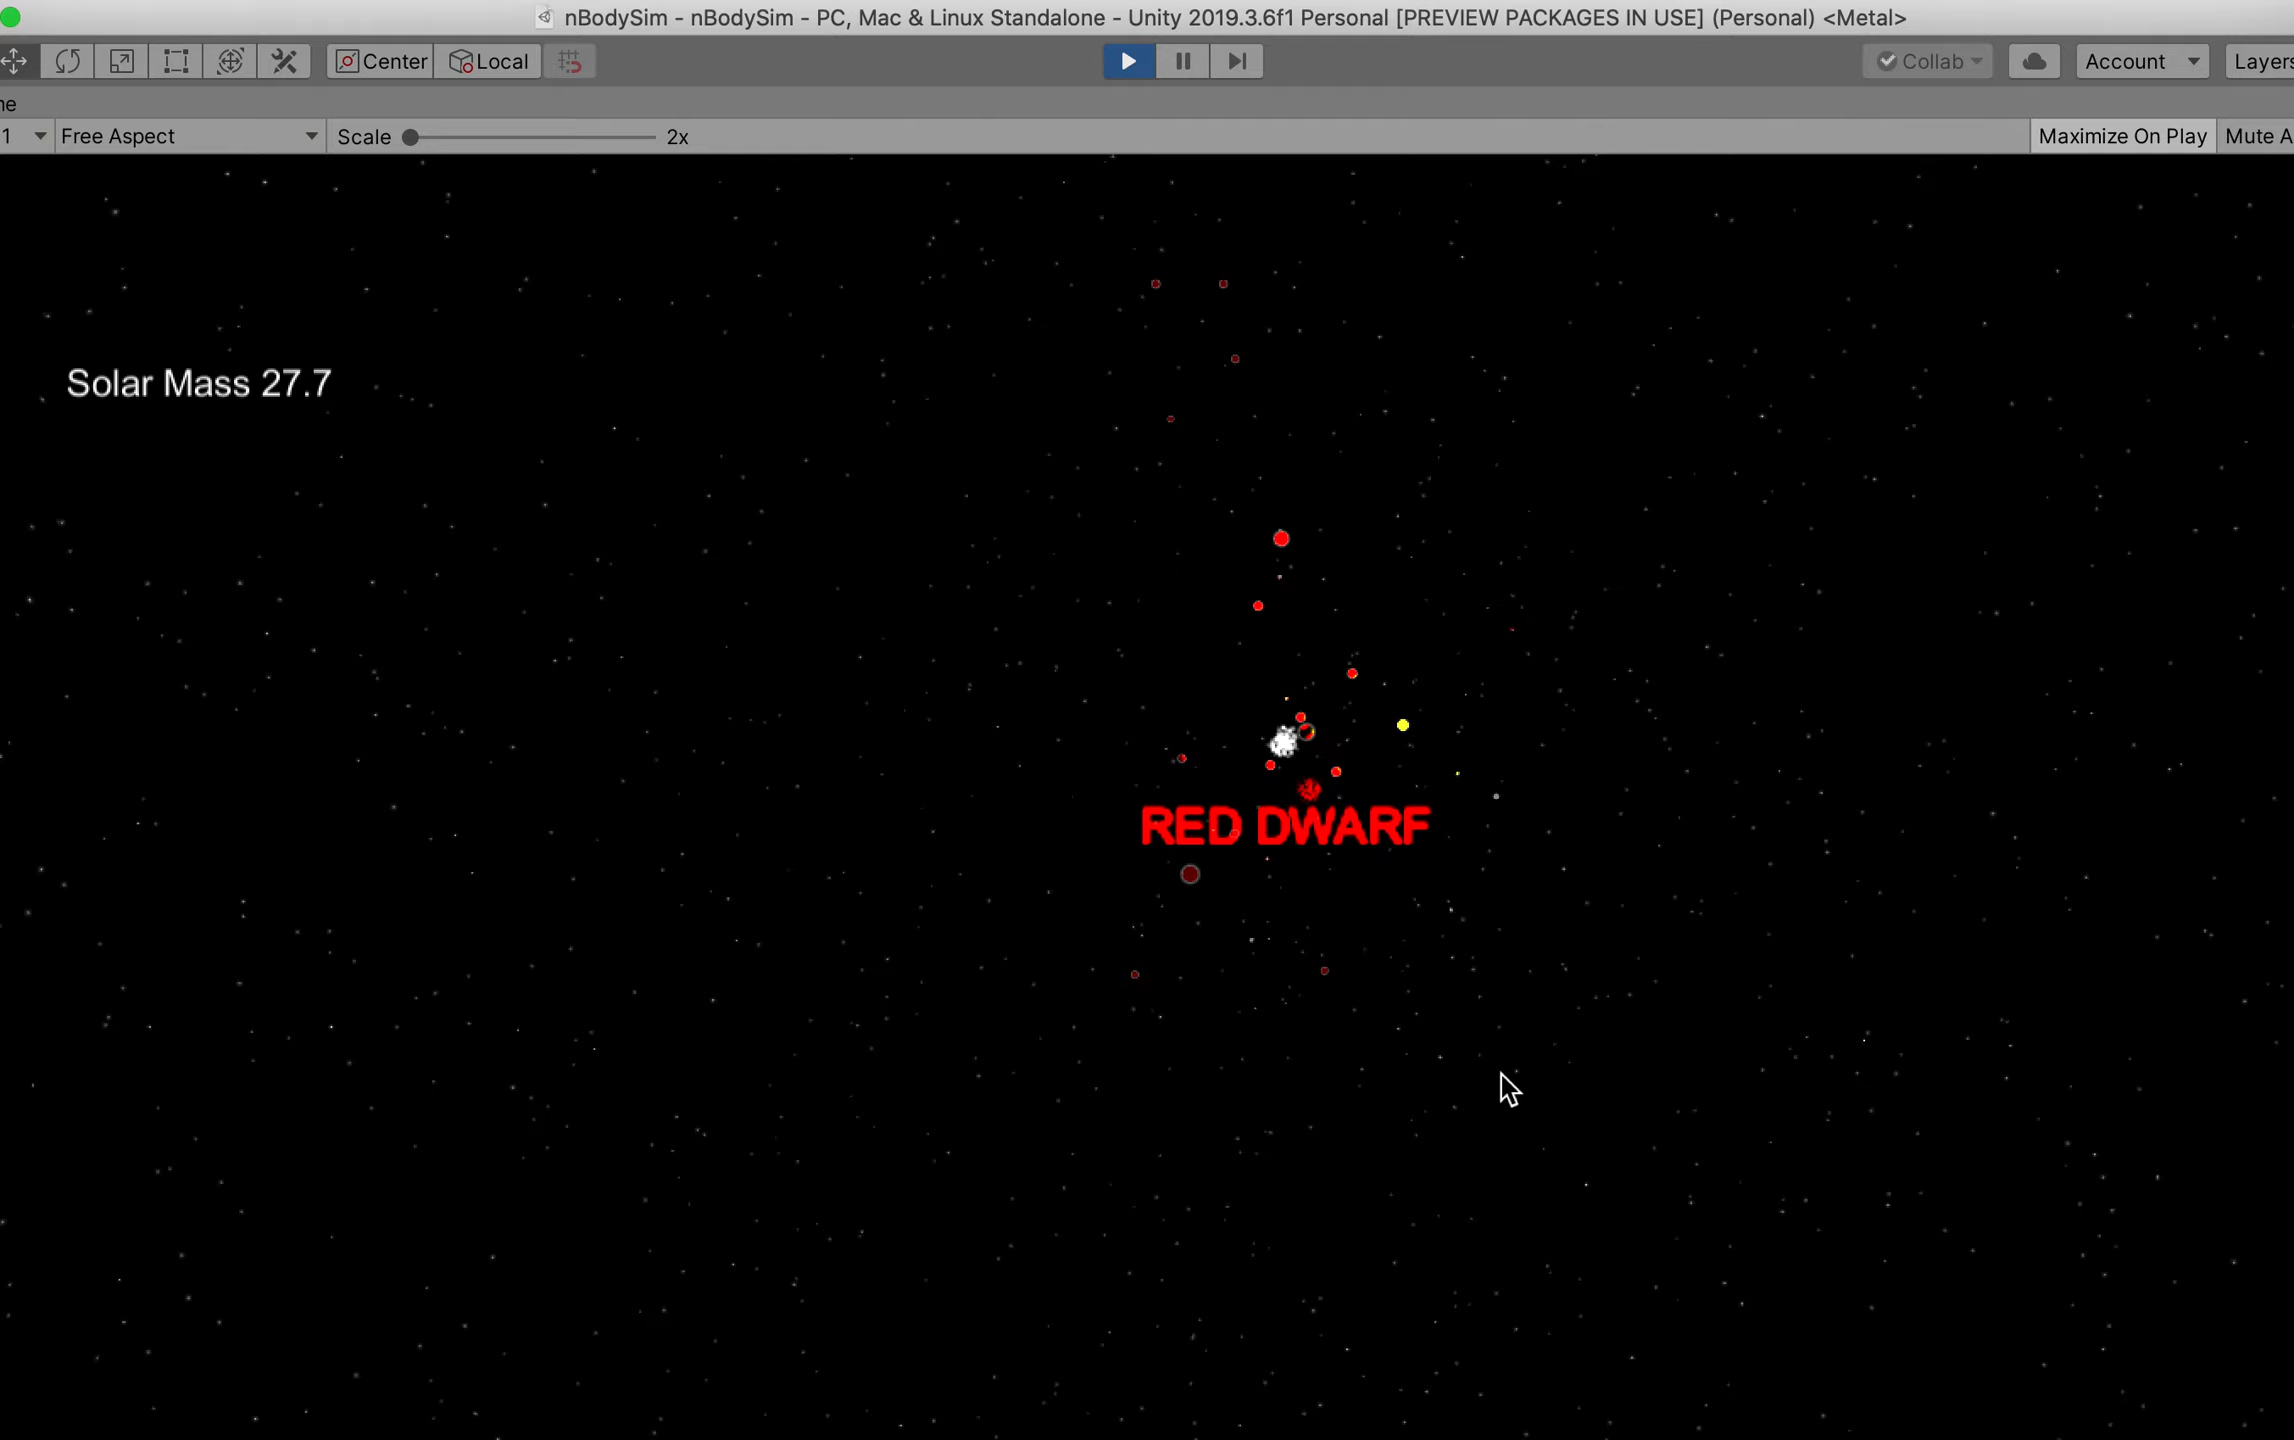 nBodySim - nBodySim - PC, Mac & Linux Standalone - Unity 2019.3.6f1 Personal [PREVIEW PACKAGES IN USE] (Personal) <Metal>
Center Local Collab Account Layers
me
1 Free Aspect Scale 2x Maximize On Play Mute A
Solar Mass 27.7
RED DWARF